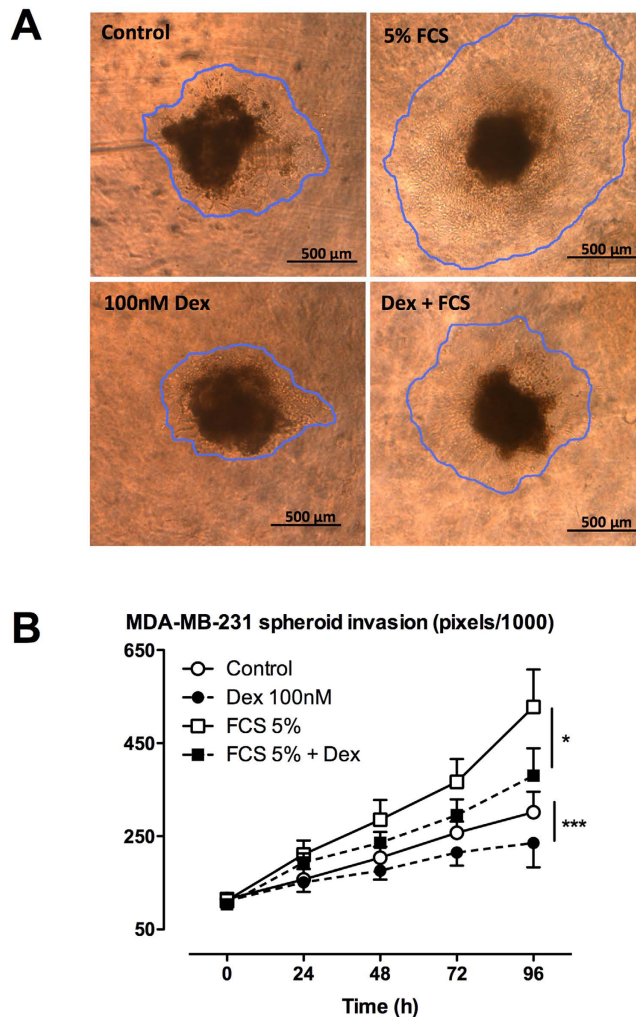 A
Control
5% FCS
500 µm
500 µm
100nM Dex
Dex + FCS
500 µm
500 µm
B
MDA-MB-231 spheroid invasion (pixels/1000)
650
450
250
50
Control
Dex 100nM
FCS 5%
FCS 5% + Dex
*
***
0 24 48 72 96
Time (h)